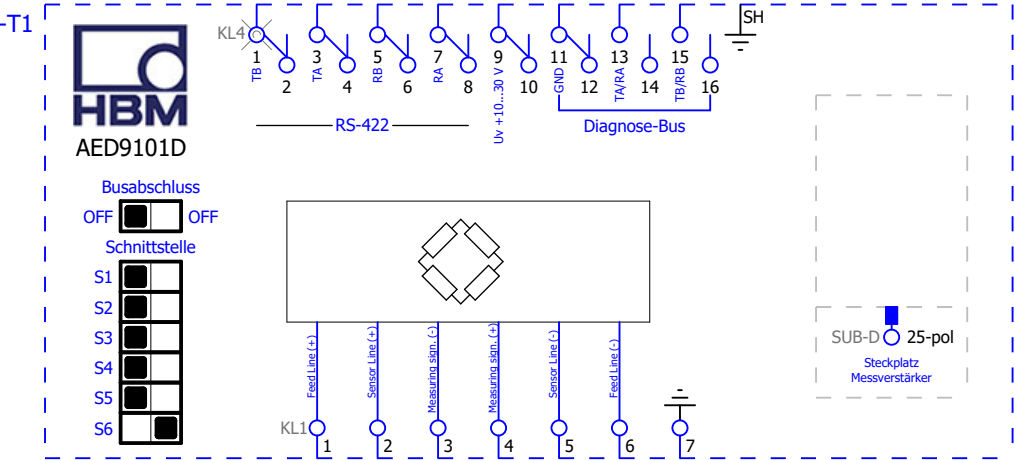 -T1
HBM
AED9101D
KL4
1 3 5 7 9 11 13 15
SH
2 4 6 8 10 12 14 16
TB
TA
RB
RA
Uv +10...30 V
GND
TA/RA
TB/RB
RS-422
Diagnose-Bus
Busabschluss
OFF OFF
Schnittstelle
S1
S2
S3
S4
S5
S6
Feed Line (+)
Sensor Line (+)
Measuring sign. (-)
Measuring sign. (+)
Sensor Line (-)
Feed Line (-)
KL1
1 2 3 4 5 6 7
SUB-D 25-pol
Steckplatz
Messverstärker